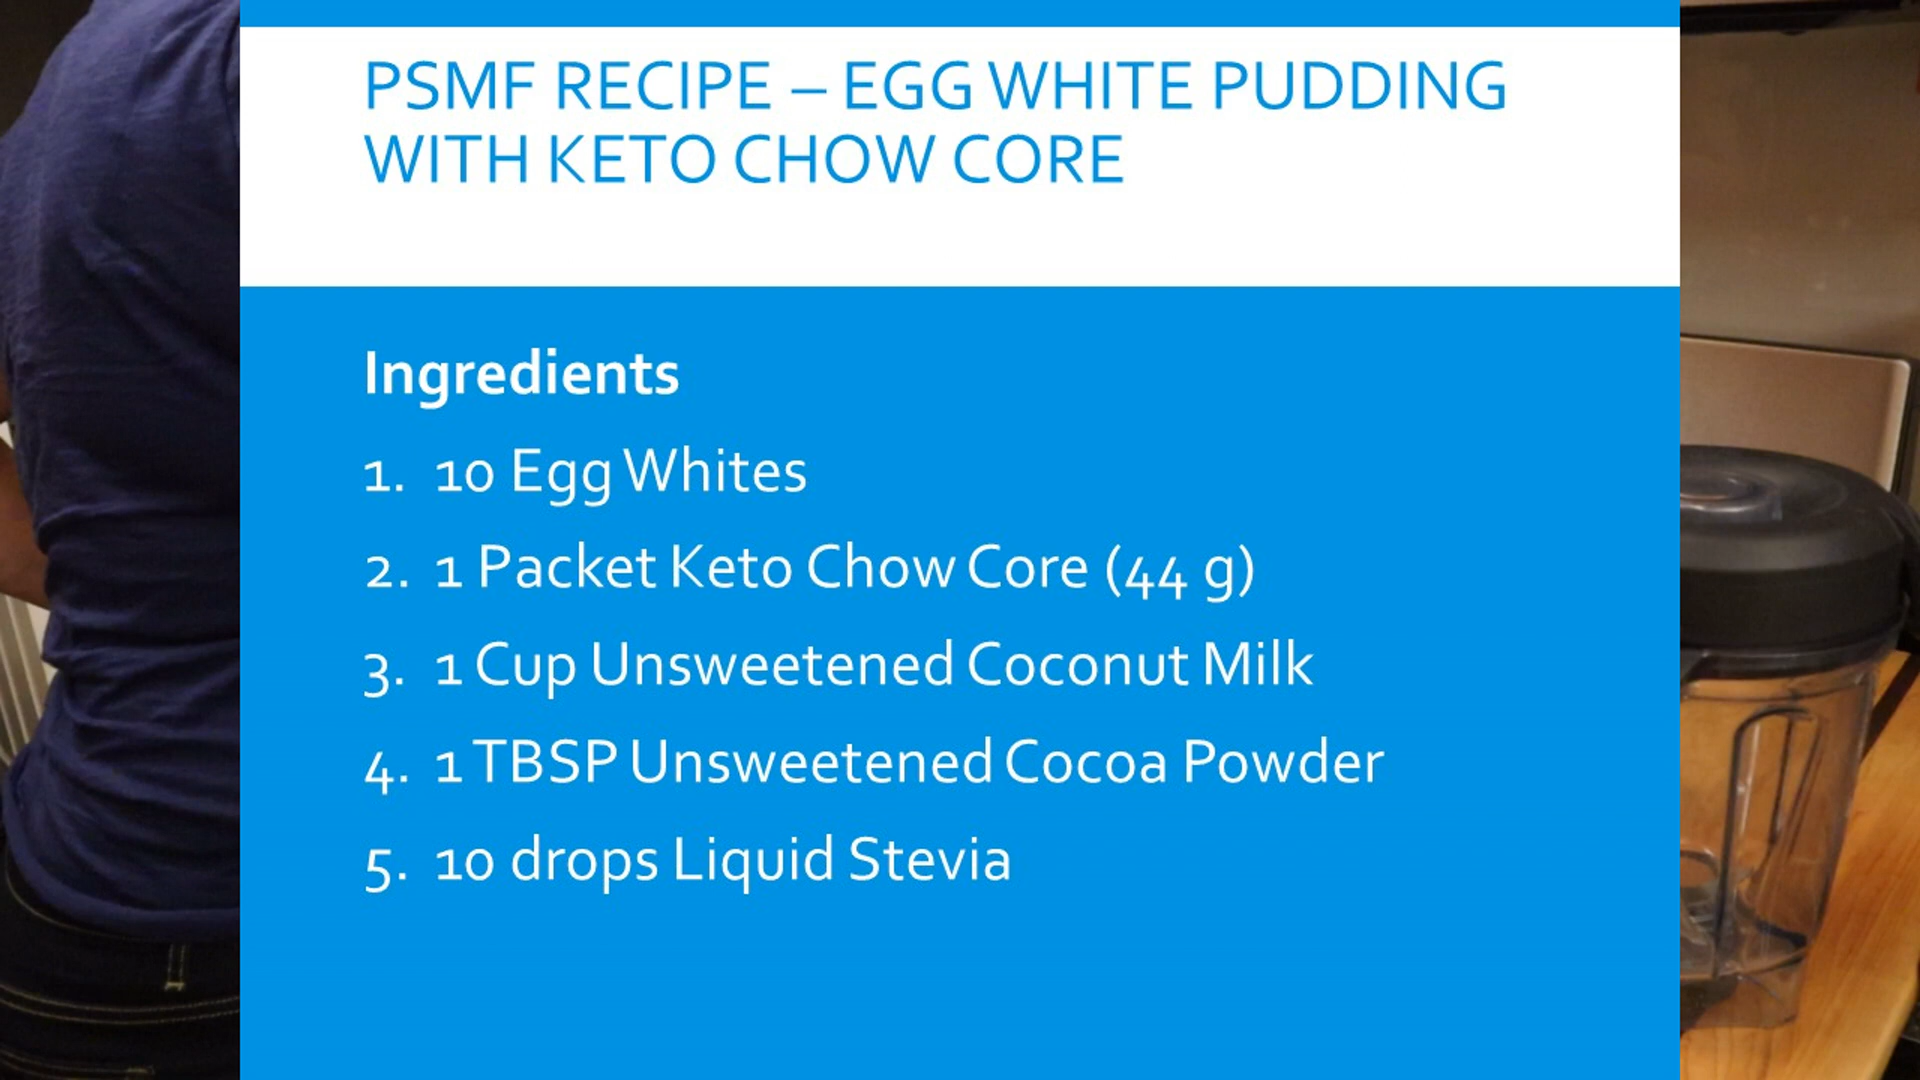 PSMF RECIPE – EGG WHITE PUDDING
WITH KETO CHOW CORE
Ingredients
1. 10 Egg Whites
2. 1 Packet Keto Chow Core (44 g)
3. 1 Cup Unsweetened Coconut Milk
4. 1 TBSP Unsweetened Cocoa Powder
5. 10 drops Liquid Stevia